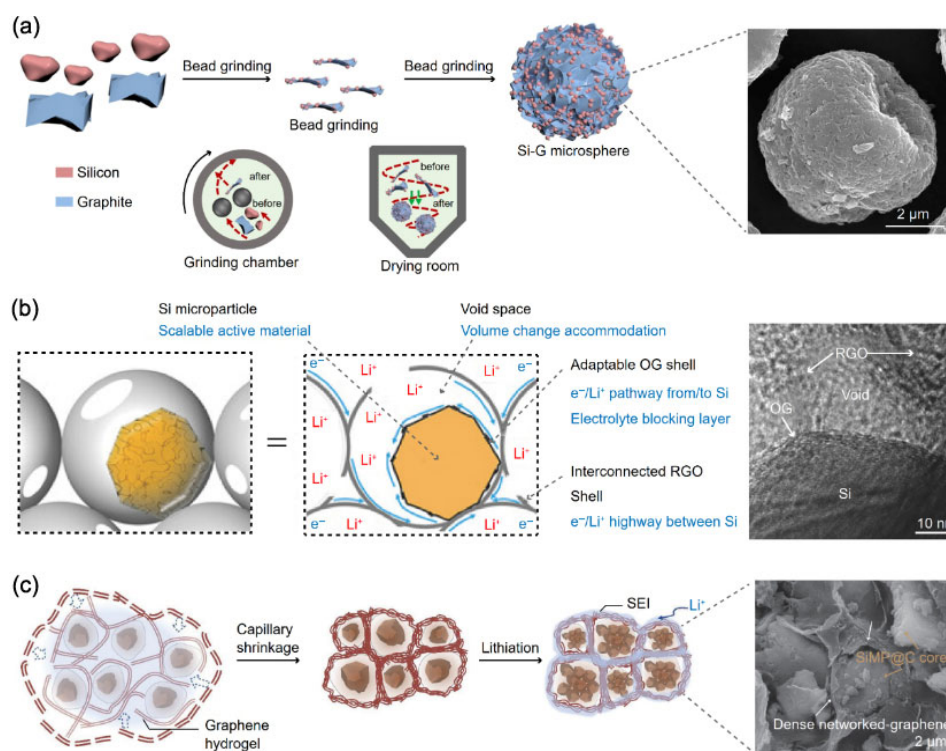 (a)
Bead grinding
Bead grinding
Bead grinding
Si-G microsphere
Silicon
Graphite
after
before
Grinding chamber
before
after
Drying room
2 μm
(b)
Si microparticle
Scalable active material
Void space
Volume change accommodation
e⁻
Li⁺
Li⁺
Li⁺
e⁻
Li⁺
Li⁺
Li⁺
Li⁺
Li⁺
Li⁺
Li⁺
e⁻
Li⁺
Li⁺
e⁻
=
Adaptable OG shell
e⁻/Li⁺ pathway from/to Si
Electrolyte blocking layer
Interconnected RGO
Shell
e⁻/Li⁺ highway between Si
RGO
OG
Void
Si
10 nm
(c)
Capillary
shrinkage
Graphene
hydrogel
Lithiation
SEI
Li⁺
SiMP@C core
Dense networked-graphene
2 μm